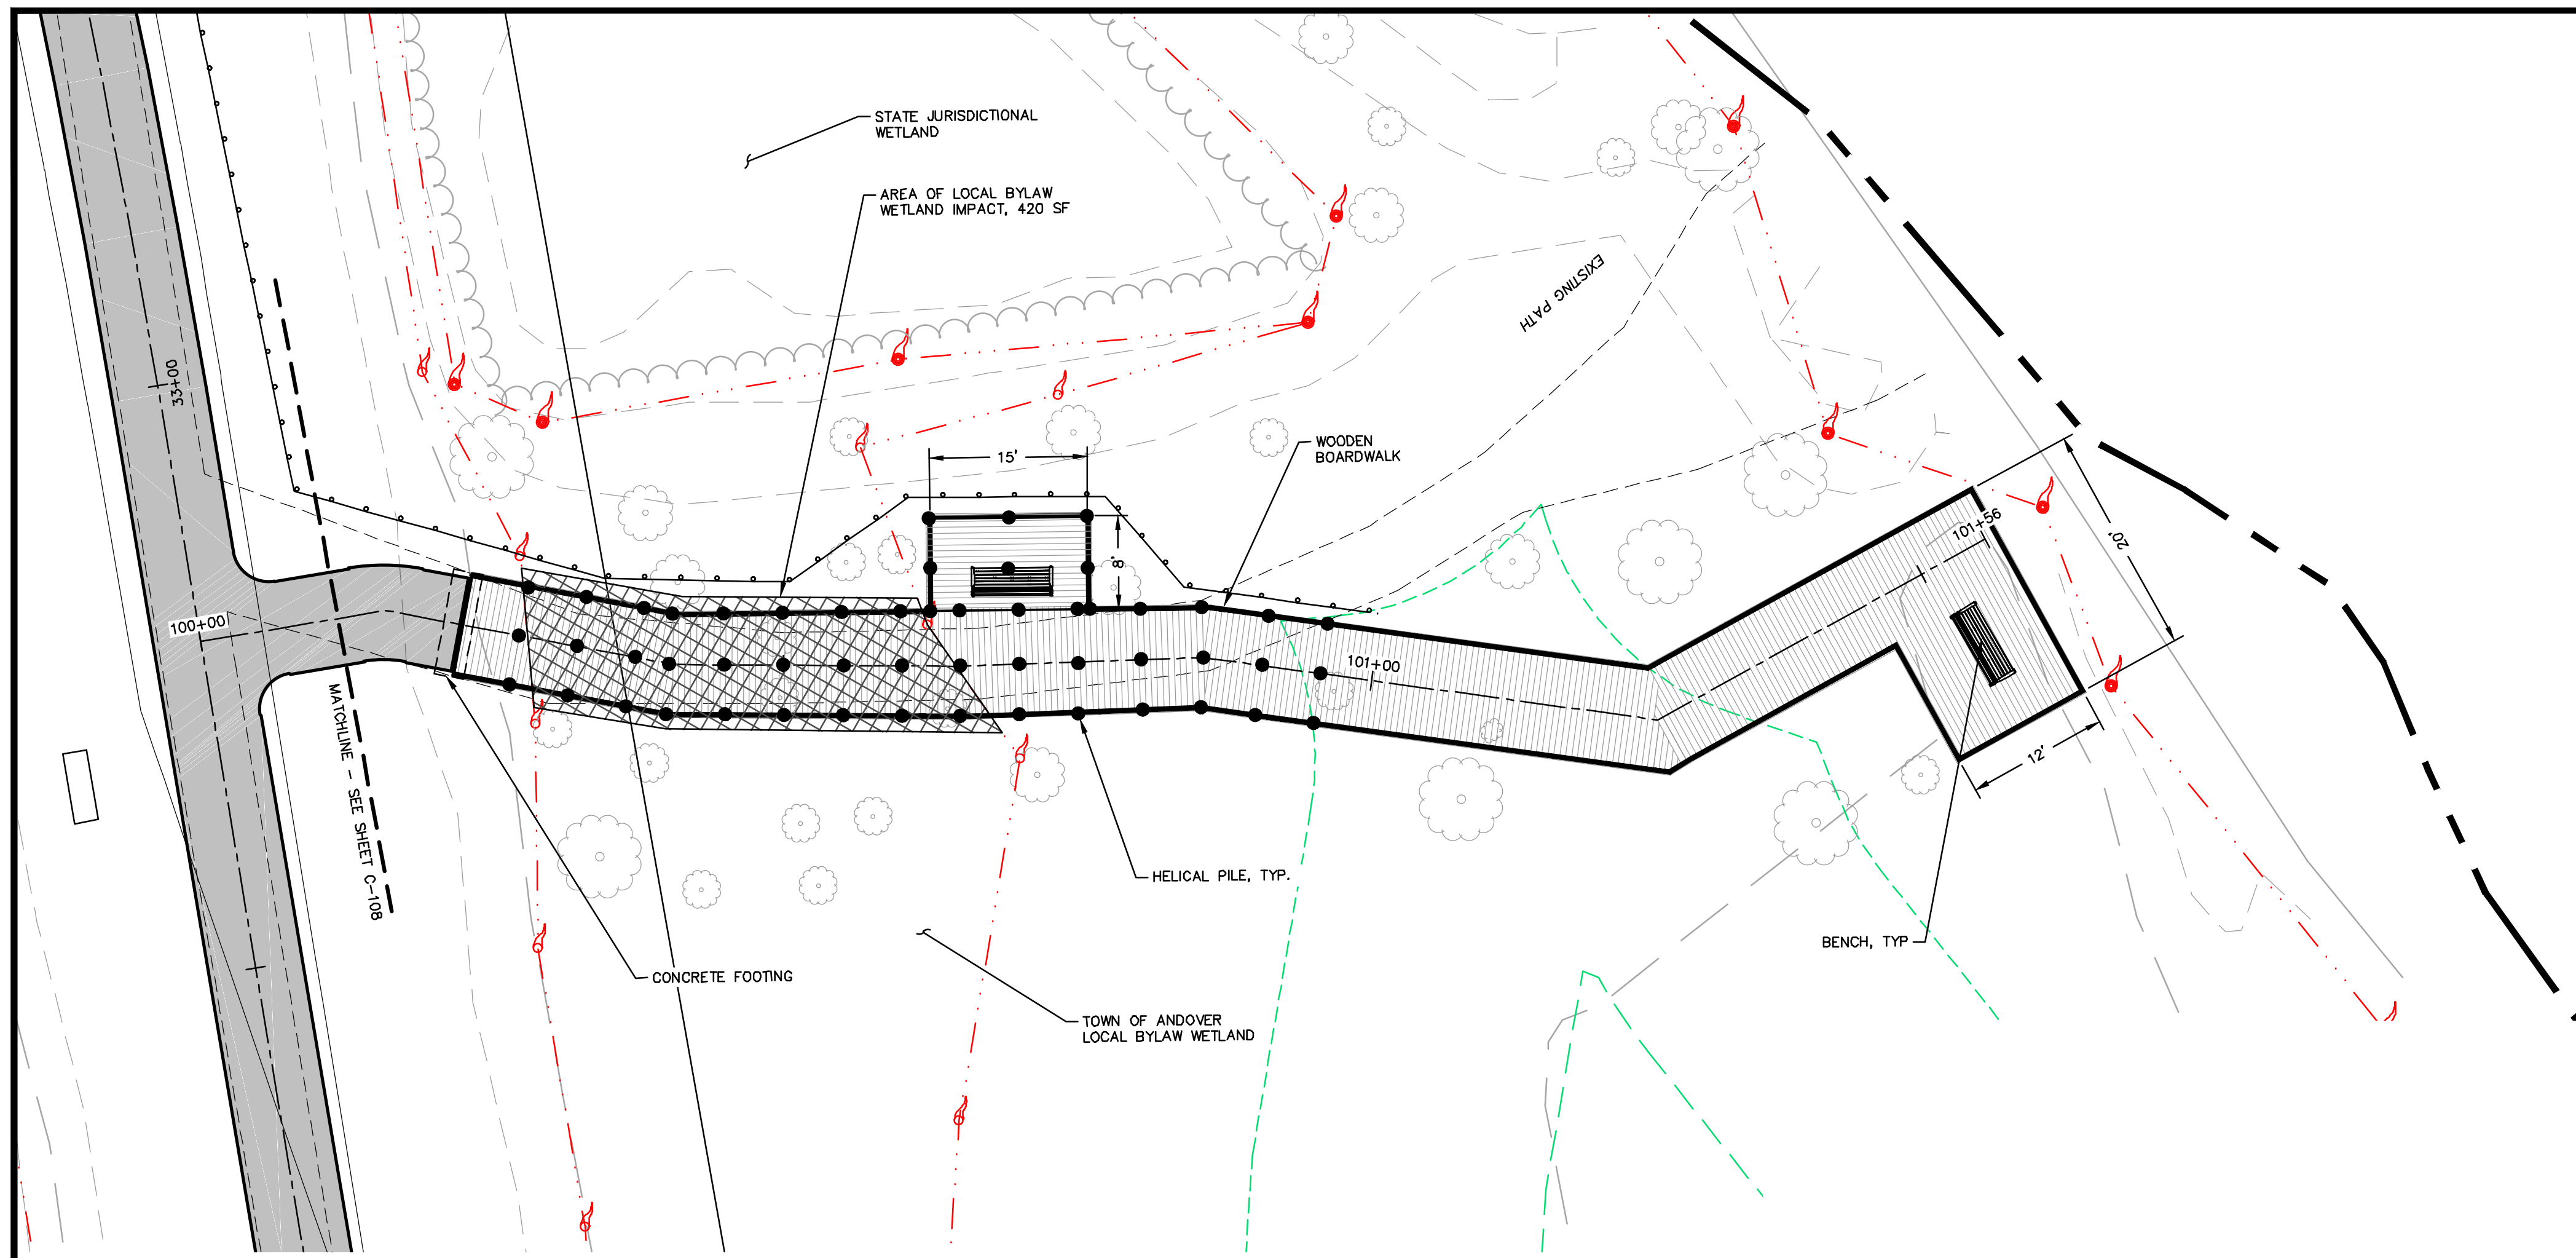 STATE JURISDICTIONAL
WETLAND
AREA OF LOCAL BYLAW
WETLAND IMPACT, 420 SF
EXISTING PATH
33+00
15'
WOODEN
BOARDWALK
8'
101+56
20'
100+00
101+00
MATCHLINE - SEE SHEET C-108
12'
HELICAL PILE, TYP.
BENCH, TYP
CONCRETE FOOTING
TOWN OF ANDOVER
LOCAL BYLAW WETLAND